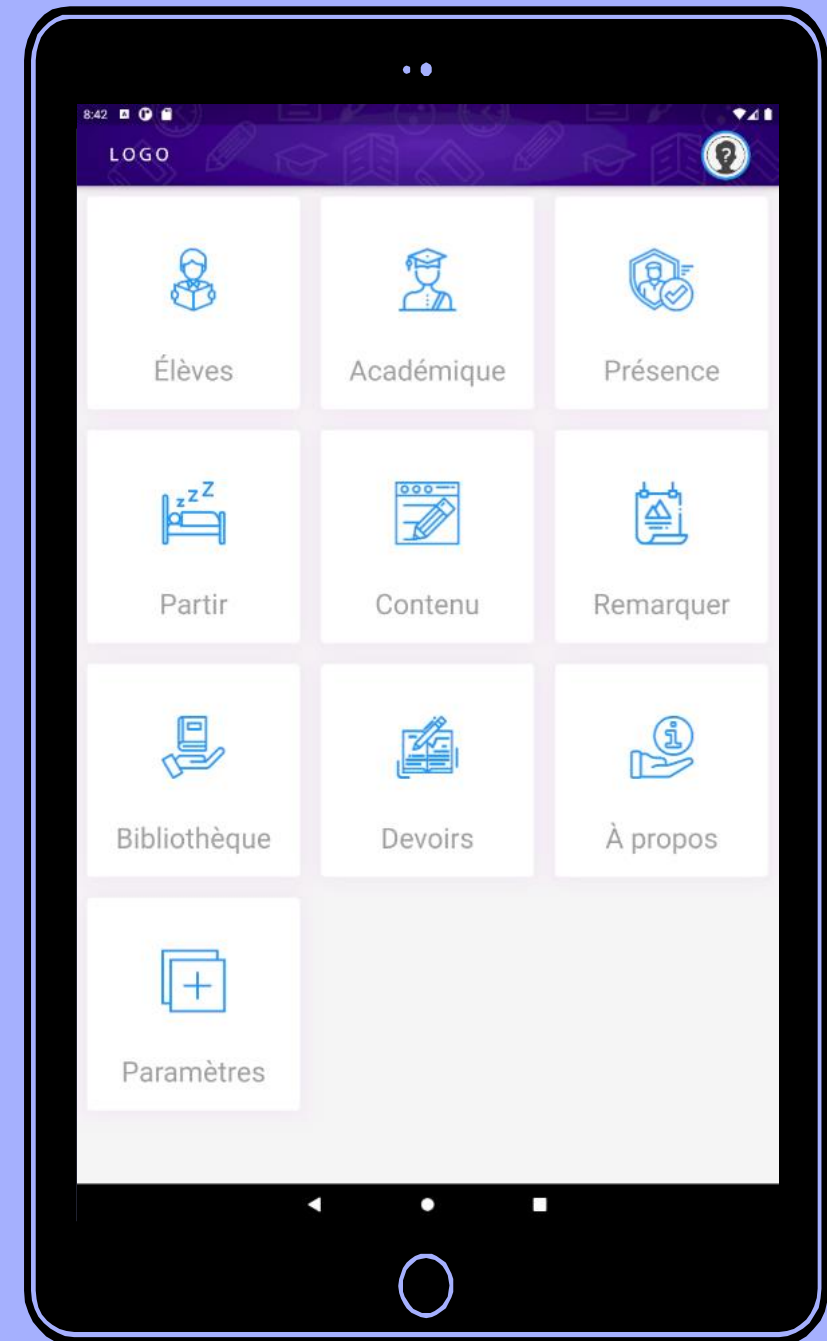 8:42
LOGO
Élèves
Académique
Présence
Partir
Contenu
Remarquer
Bibliothèque
Devoirs
À propos
Paramètres